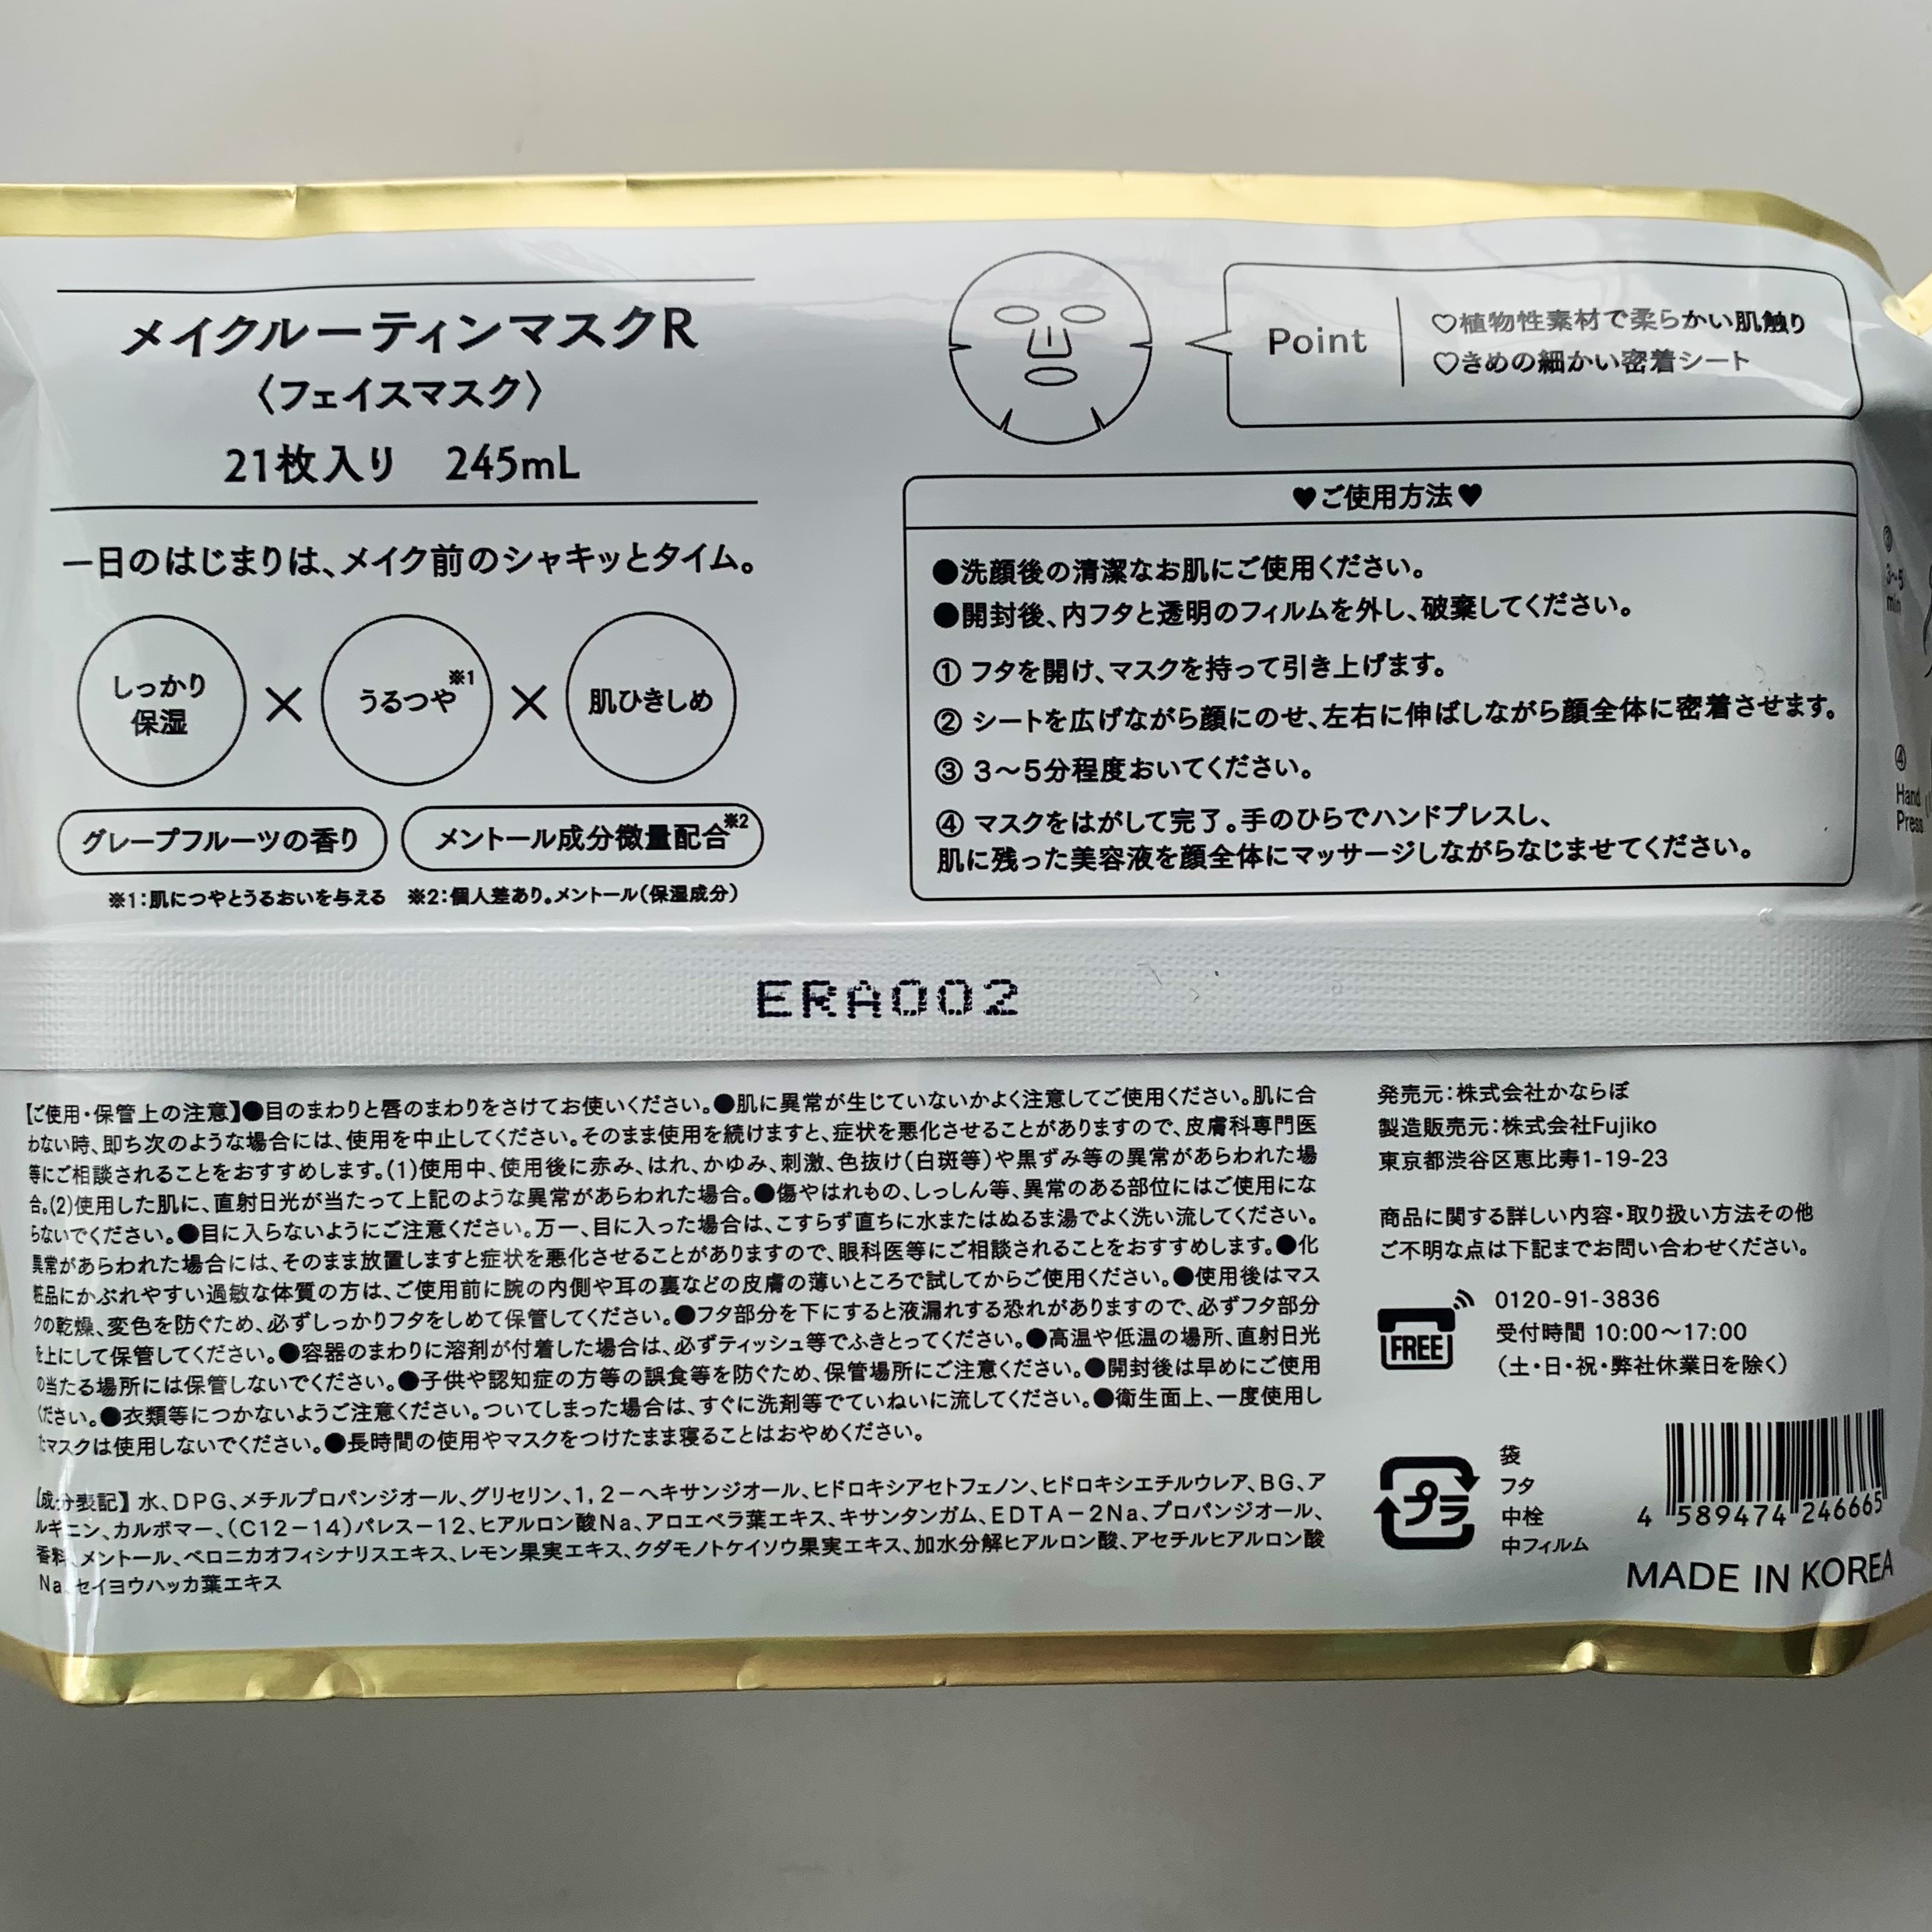 メイクルーティンマスクR
〈フェイスマスク〉
21枚入り 245mL
一日のはじまりは、メイク前のシャキッとタイム。
しっかり
保湿
×
うるつや※1
×
肌ひきしめ
グレープフルーツの香り
メントール成分微量配合※2
※1：肌につやとうるおいを与える ※2：個人差あり。メントール（保湿成分）
Point
♡植物性素材で柔らかい肌触り
♡きめの細かい密着シート
♥ご使用方法♥
●洗顔後の清潔なお肌にご使用ください。
●開封後、内フタと透明のフィルムを外し、破棄してください。
① フタを開け、マスクを持って引き上げます。
② シートを広げながら顔にのせ、左右に伸ばしながら顔全体に密着させます。
③ 3～5分程度おいてください。
④ マスクをはがして完了。手のひらでハンドプレスし、
肌に残った美容液を顔全体にマッサージしながらなじませてください。
3~5
min
④
Hand
Press
ERA002
【ご使用・保管上の注意】●目のまわりと唇のまわりをさけてお使いください。●肌に異常が生じていないかよく注意してご使用ください。肌に合
わない時、即ち次のような場合には、使用を中止してください。そのまま使用を続けますと、症状を悪化させることがありますので、皮膚科専門医
等にご相談されることをおすすめします。(1)使用中、使用後に赤み、はれ、かゆみ、刺激、色抜け（白斑等）や黒ずみ等の異常があらわれた場
合。(2)使用した肌に、直射日光が当たって上記のような異常があらわれた場合。●傷やはれもの、しっしん等、異常のある部位にはご使用にな
らないでください。●目に入らないようにご注意ください。万一、目に入った場合は、こすらず直ちに水またはぬるま湯でよく洗い流してください。
異常があらわれた場合には、そのまま放置しますと症状を悪化させることがありますので、眼科医等にご相談されることをおすすめします。●化
粧品にかぶれやすい過敏な体質の方は、ご使用前に腕の内側や耳の裏などの皮膚の薄いところで試してからご使用ください。●使用後はマス
クの乾燥、変色を防ぐため、必ずしっかりフタをしめて保管してください。●フタ部分を下にすると液漏れする恐れがありますので、必ずフタ部分
を上にして保管してください。●容器のまわりに溶剤が付着した場合は、必ずティッシュ等でふきとってください。●高温や低温の場所、直射日光
の当たる場所には保管しないでください。●子供や認知症の方等の誤食等を防ぐため、保管場所にご注意ください。●開封後は早めにご使用
ください。●衣類等につかないようご注意ください。ついてしまった場合は、すぐに洗剤等でていねいに流してください。●衛生面上、一度使用し
たマスクは使用しないでください。●長時間の使用やマスクをつけたまま寝ることはおやめください。
【成分表記】水、DPG、メチルプロパンジオール、グリセリン、1,2－ヘキサンジオール、ヒドロキシアセトフェノン、ヒドロキシエチルウレア、BG、ア
ルギニン、カルボマー、（C12－14）パレス－12、ヒアルロン酸Na、アロエベラ葉エキス、キサンタンガム、EDTA－2Na、プロパンジオール、
香料、メントール、ベロニカオフィシナリスエキス、レモン果実エキス、クダモノトケイソウ果実エキス、加水分解ヒアルロン酸、アセチルヒアルロン酸
Na、セイヨウハッカ葉エキス
発売元：株式会社かならぼ
製造販売元：株式会社Fujiko
東京都渋谷区恵比寿1-19-23
商品に関する詳しい内容・取り扱い方法その他
ご不明な点は下記までお問い合わせください。
FREE
0120-91-3836
受付時間 10:00～17:00
（土・日・祝・弊社休業日を除く）
プラ
袋
フタ
中栓
中フィルム
4 589474 246665
MADE IN KOREA